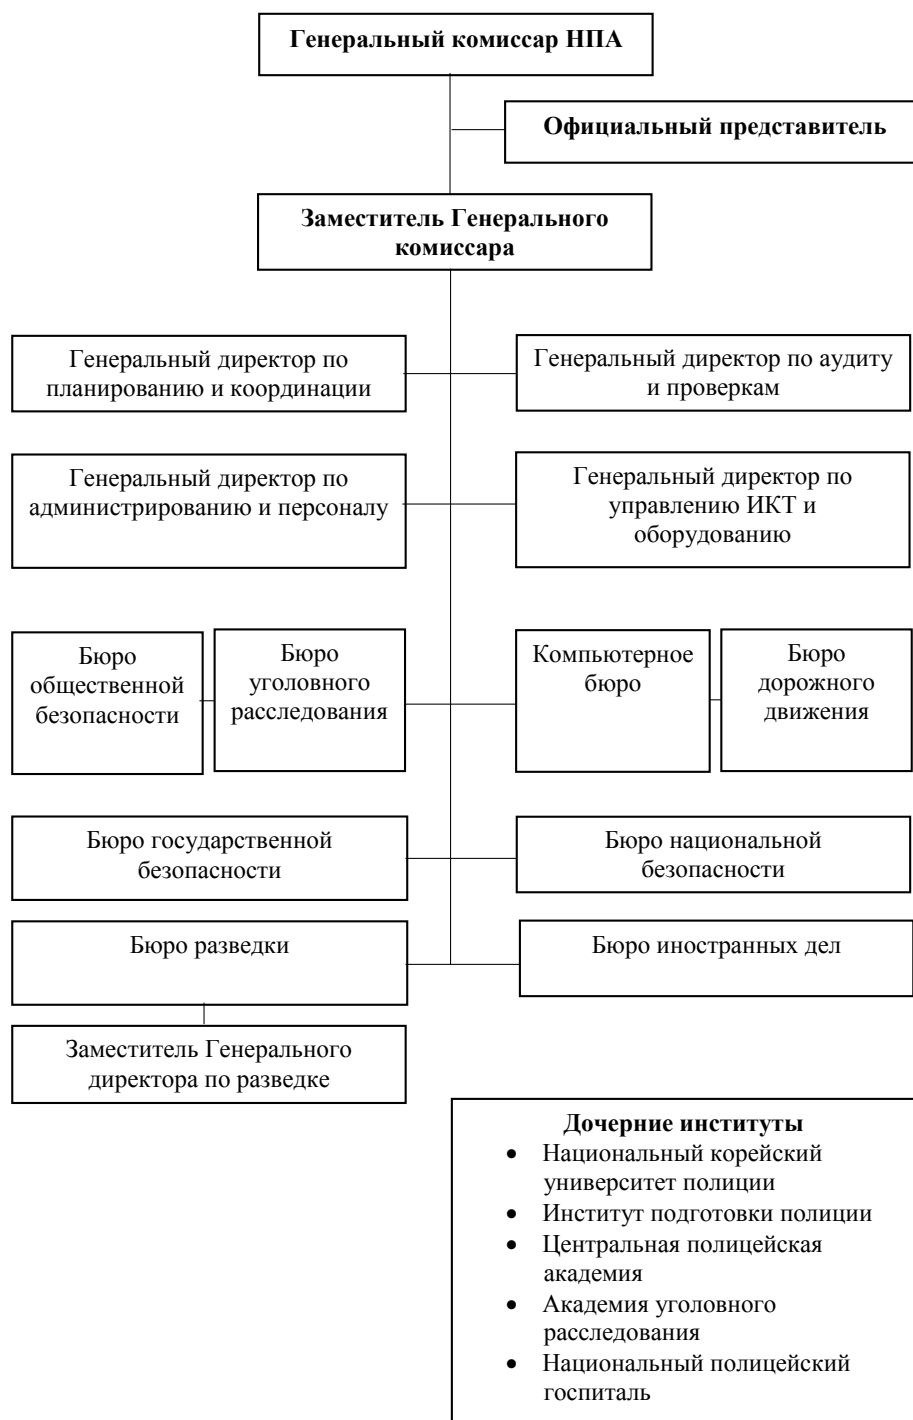 Генеральный комиссар НПА
Официальный представитель
Заместитель Генерального
комиссара
Генеральный директор по
планированию и координации
Генеральный директор по аудиту
и проверкам
Генеральный директор по
администрированию и персоналу
Генеральный директор по
управлению ИКТ и
оборудованию
Бюро
общественной
безопасности
Бюро
уголовного
расследования
Компьютерное
бюро
Бюро
дорожного
движения
Бюро государственной
безопасности
Бюро национальной
безопасности
Бюро разведки
Бюро иностранных дел
Заместитель Генерального
директора по разведке
Дочерние институты
• Национальный корейский
университет полиции
• Институт подготовки полиции
• Центральная полицейская
академия
• Академия уголовного
расследования
• Национальный полицейский
госпиталь